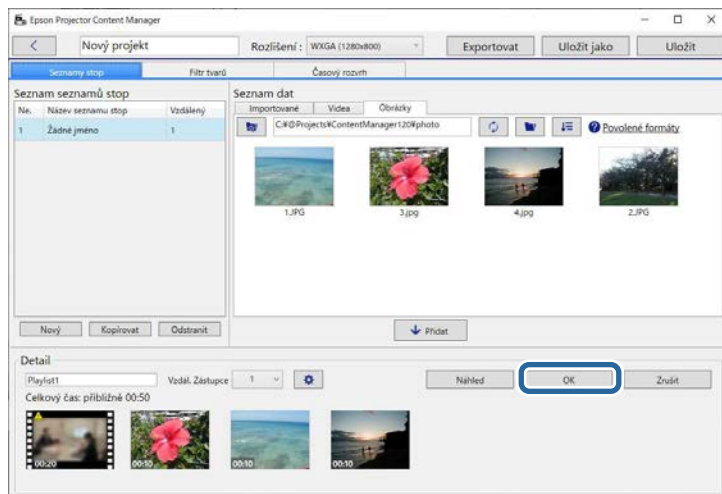 Epson Projector Content Manager
Nový projekt Rozlišení : WXGA (1280x800) Exportovat Uložit jako Uložit
Seznamy stop Filtr tvarů Časový rozvrh
Seznam seznamů stop Seznam dat
Ne. Název seznamu stop Vzdálený Importované Videa Obrázky
1 Žádné jméno 1 C:¥@Projects¥ContentManager120¥photo Povolené formáty
1.JPG 3.jpg 4.jpg 2.JPG
Nový Kopírovat Odstranit Přidat
Detail
Playlist1 Vzdál. Zástupce 1 Náhled OK Zrušit
Celkový čas: přibližně 00:50
00:20 00:10 00:10 00:10